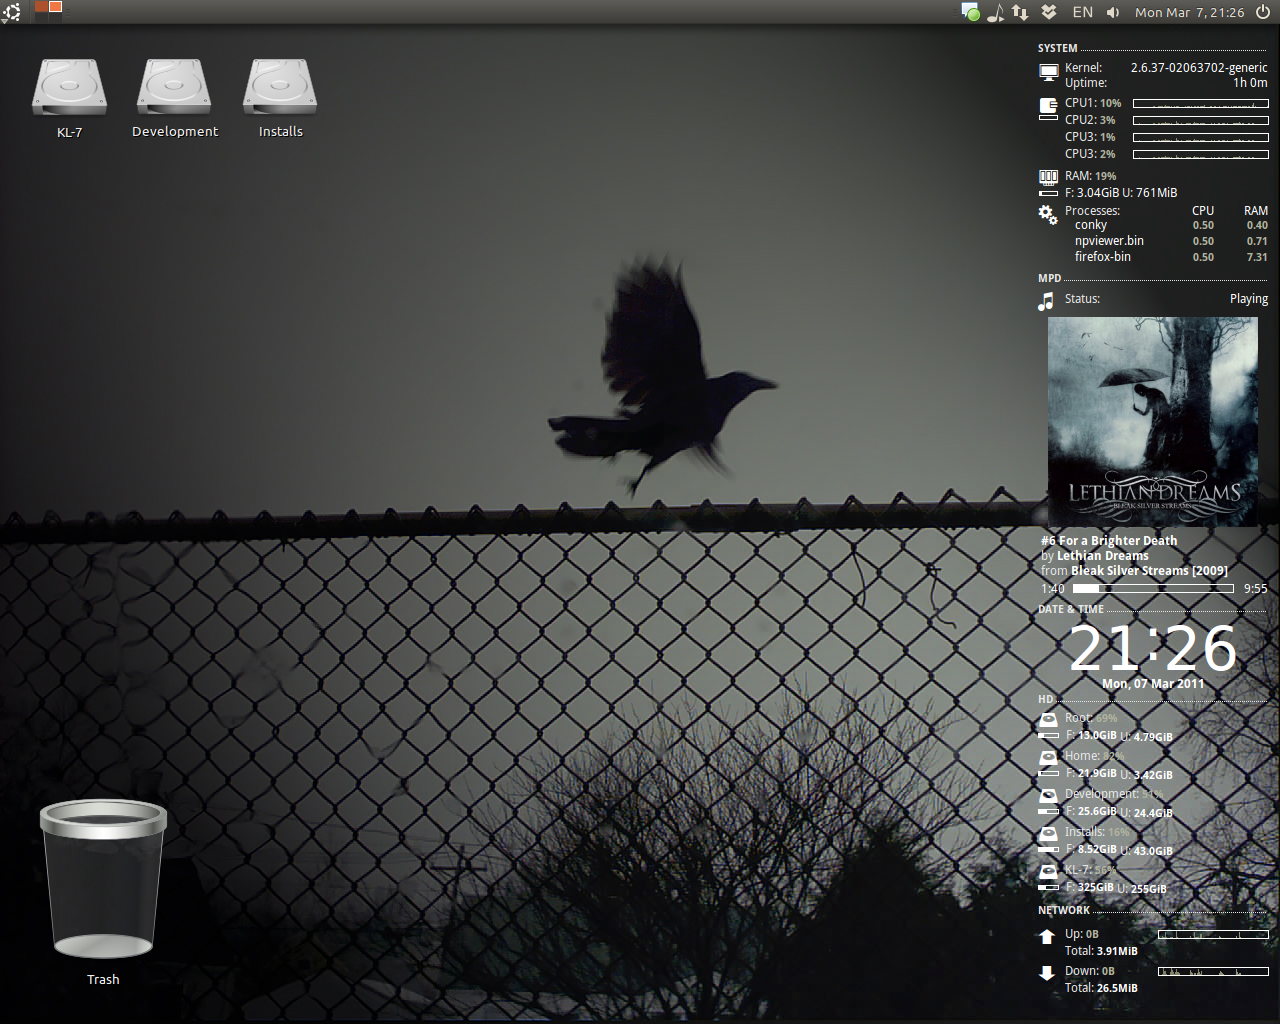 EN
Mon Mar 7, 21:26
KL-7
Development
Installs
Trash
SYSTEM
Kernel: 2.6.37-02063702-generic
Uptime: 1h 0m
CPU1: 10%
CPU2: 3%
CPU3: 1%
CPU3: 2%
RAM: 19%
F: 3.04GiB U: 761MiB
Processes: CPU RAM
conky 0.50 0.40
npviewer.bin 0.50 0.71
firefox-bin 0.50 7.31
MPD
Status: Playing
LETHIAN DREAMS
BLEAK SILVER STREAMS
#6 For a Brighter Death
by Lethian Dreams
from Bleak Silver Streams [2009]
1:40 9:55
DATE & TIME
21:26
Mon, 07 Mar 2011
HD
Root: 69%
F: 13.0GiB U: 4.79GiB
Home: 82%
F: 21.9GiB U: 3.42GiB
Development: 51%
F: 25.6GiB U: 24.4GiB
Installs: 16%
F: 8.52GiB U: 43.0GiB
KL-7: 56%
F: 325GiB U: 255GiB
NETWORK
Up: 0B
Total: 3.91MiB
Down: 0B
Total: 26.5MiB